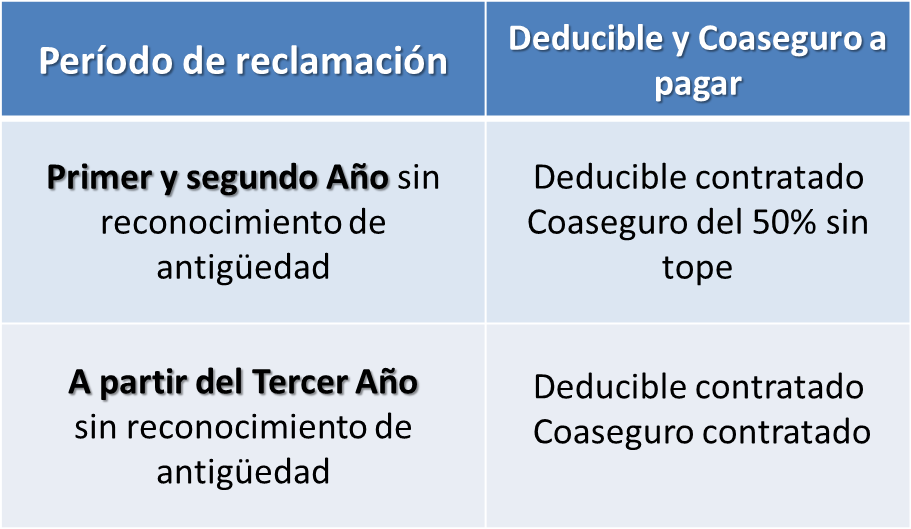 Período de reclamación
Deducible y Coaseguro a
pagar
Primer y segundo Año sin
reconocimiento de
antigüedad
Deducible contratado
Coaseguro del 50% sin
tope
A partir del Tercer Año
sin reconocimiento de
antigüedad
Deducible contratado
Coaseguro contratado